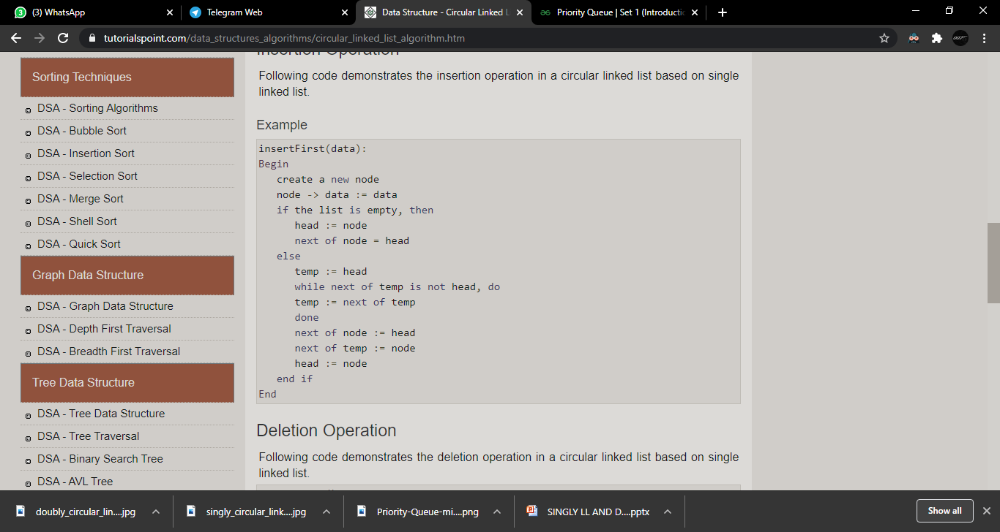 (3) WhatsApp
Telegram Web
Data Structure - Circular Linked L
Priority Queue | Set 1 (Introducti
tutorialspoint.com/data_structures_algorithms/circular_linked_list_algorithm.htm
Sorting Techniques
DSA - Sorting Algorithms
DSA - Bubble Sort
DSA - Insertion Sort
DSA - Selection Sort
DSA - Merge Sort
DSA - Shell Sort
DSA - Quick Sort
Graph Data Structure
DSA - Graph Data Structure
DSA - Depth First Traversal
DSA - Breadth First Traversal
Tree Data Structure
DSA - Tree Data Structure
DSA - Tree Traversal
DSA - Binary Search Tree
DSA - AVL Tree
Insertion Operation
Following code demonstrates the insertion operation in a circular linked list based on single
linked list.
Example
insertFirst(data):
Begin
   create a new node
   node -> data := data
   if the list is empty, then
      head := node
      next of node = head
   else
      temp := head
      while next of temp is not head, do
      temp := next of temp
      done
      next of node := head
      next of temp := node
      head := node
   end if
End
Deletion Operation
Following code demonstrates the deletion operation in a circular linked list based on single
linked list.
doubly_circular_lin....jpg
singly_circular_link....jpg
Priority-Queue-mi....png
SINGLY LL AND D....pptx
Show all